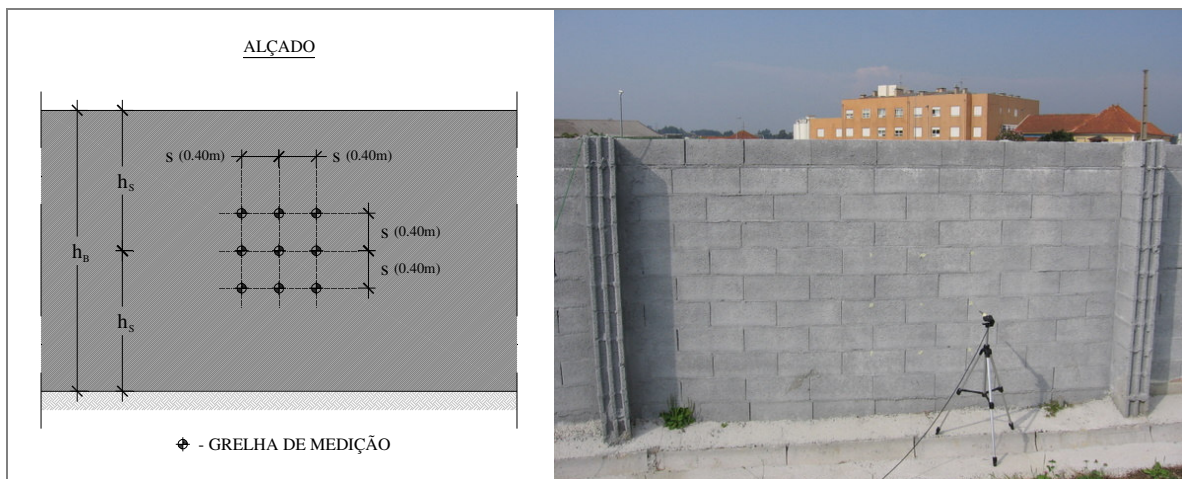 ALÇADO
s (0.40m) s (0.40m)
h_S
s (0.40m)
h_B
s (0.40m)
h_S
- GRELHA DE MEDIÇÃO